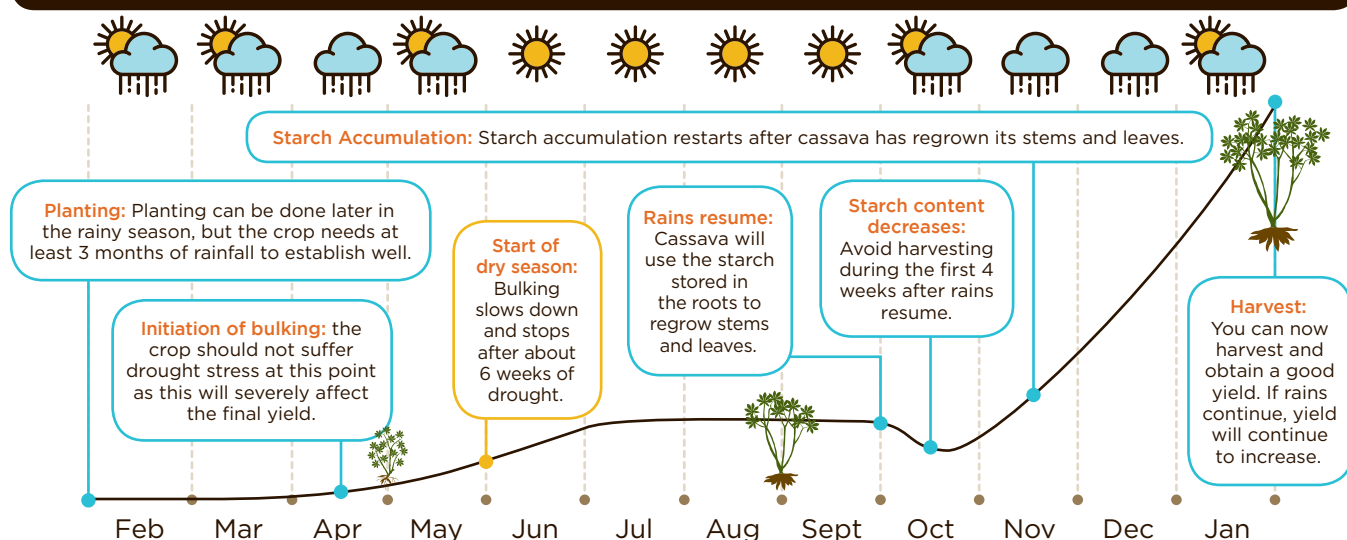 Starch Accumulation: Starch accumulation restarts after cassava has regrown its stems and leaves.
Planting: Planting can be done later in
the rainy season, but the crop needs at
least 3 months of rainfall to establish well.
Initiation of bulking: the
crop should not suffer
drought stress at this point
as this will severely affect
the final yield.
Start of
dry season:
Bulking
slows down
and stops
after about
6 weeks of
drought.
Rains resume:
Cassava will
use the starch
stored in
the roots to
regrow stems
and leaves.
Starch content
decreases:
Avoid harvesting
during the first 4
weeks after rains
resume.
Harvest:
You can now
harvest and
obtain a good
yield. If rains
continue, yield
will continue
to increase.
Feb Mar Apr May Jun Jul Aug Sept Oct Nov Dec Jan